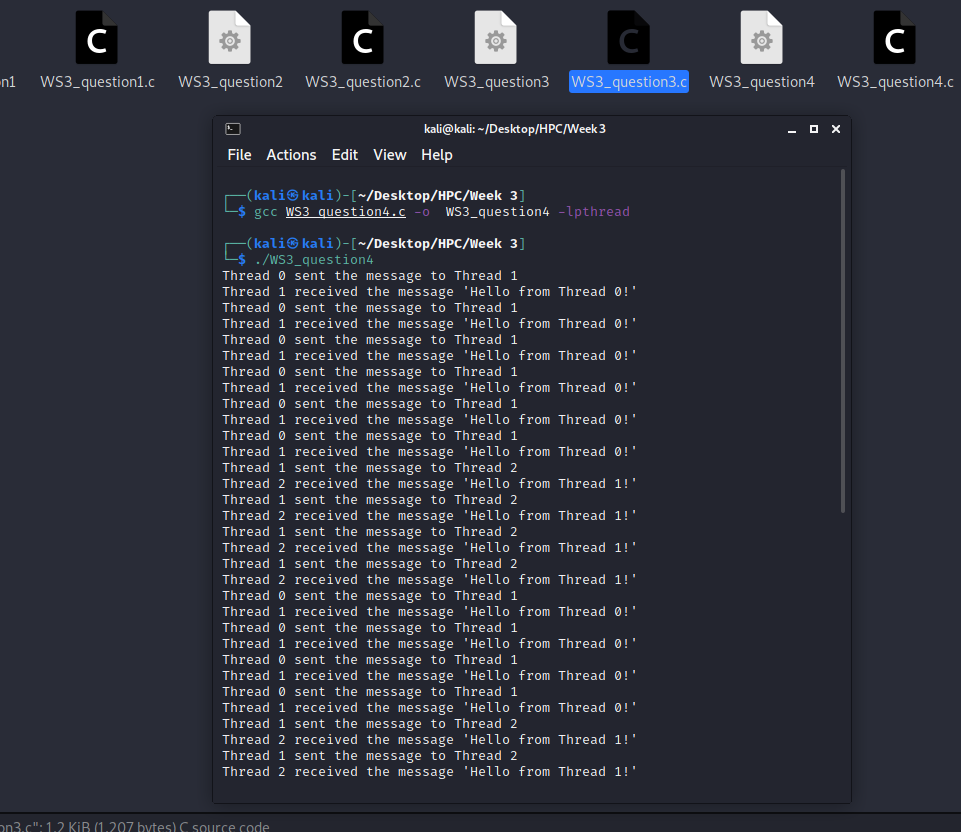 C C C C
n1 WS3_question1.c WS3_question2 WS3_question2.c WS3_question3 WS3_question3.c WS3_question4 WS3_question4.c
kali@kali: ~/Desktop/HPC/Week 3
File Actions Edit View Help
┌──(kali㉿kali)-[~/Desktop/HPC/Week 3]
└─$ gcc WS3_question4.c -o  WS3_question4 -lpthread
┌──(kali㉿kali)-[~/Desktop/HPC/Week 3]
└─$ ./WS3_question4
Thread 0 sent the message to Thread 1
Thread 1 received the message 'Hello from Thread 0!'
Thread 0 sent the message to Thread 1
Thread 1 received the message 'Hello from Thread 0!'
Thread 0 sent the message to Thread 1
Thread 1 received the message 'Hello from Thread 0!'
Thread 0 sent the message to Thread 1
Thread 1 received the message 'Hello from Thread 0!'
Thread 0 sent the message to Thread 1
Thread 1 received the message 'Hello from Thread 0!'
Thread 0 sent the message to Thread 1
Thread 1 received the message 'Hello from Thread 0!'
Thread 1 sent the message to Thread 2
Thread 2 received the message 'Hello from Thread 1!'
Thread 1 sent the message to Thread 2
Thread 2 received the message 'Hello from Thread 1!'
Thread 1 sent the message to Thread 2
Thread 2 received the message 'Hello from Thread 1!'
Thread 1 sent the message to Thread 2
Thread 2 received the message 'Hello from Thread 1!'
Thread 0 sent the message to Thread 1
Thread 1 received the message 'Hello from Thread 0!'
Thread 0 sent the message to Thread 1
Thread 1 received the message 'Hello from Thread 0!'
Thread 0 sent the message to Thread 1
Thread 1 received the message 'Hello from Thread 0!'
Thread 0 sent the message to Thread 1
Thread 1 received the message 'Hello from Thread 0!'
Thread 1 sent the message to Thread 2
Thread 2 received the message 'Hello from Thread 1!'
Thread 1 sent the message to Thread 2
Thread 2 received the message 'Hello from Thread 1!'
on3.c": 1.2 KiB (1,207 bytes) C source code